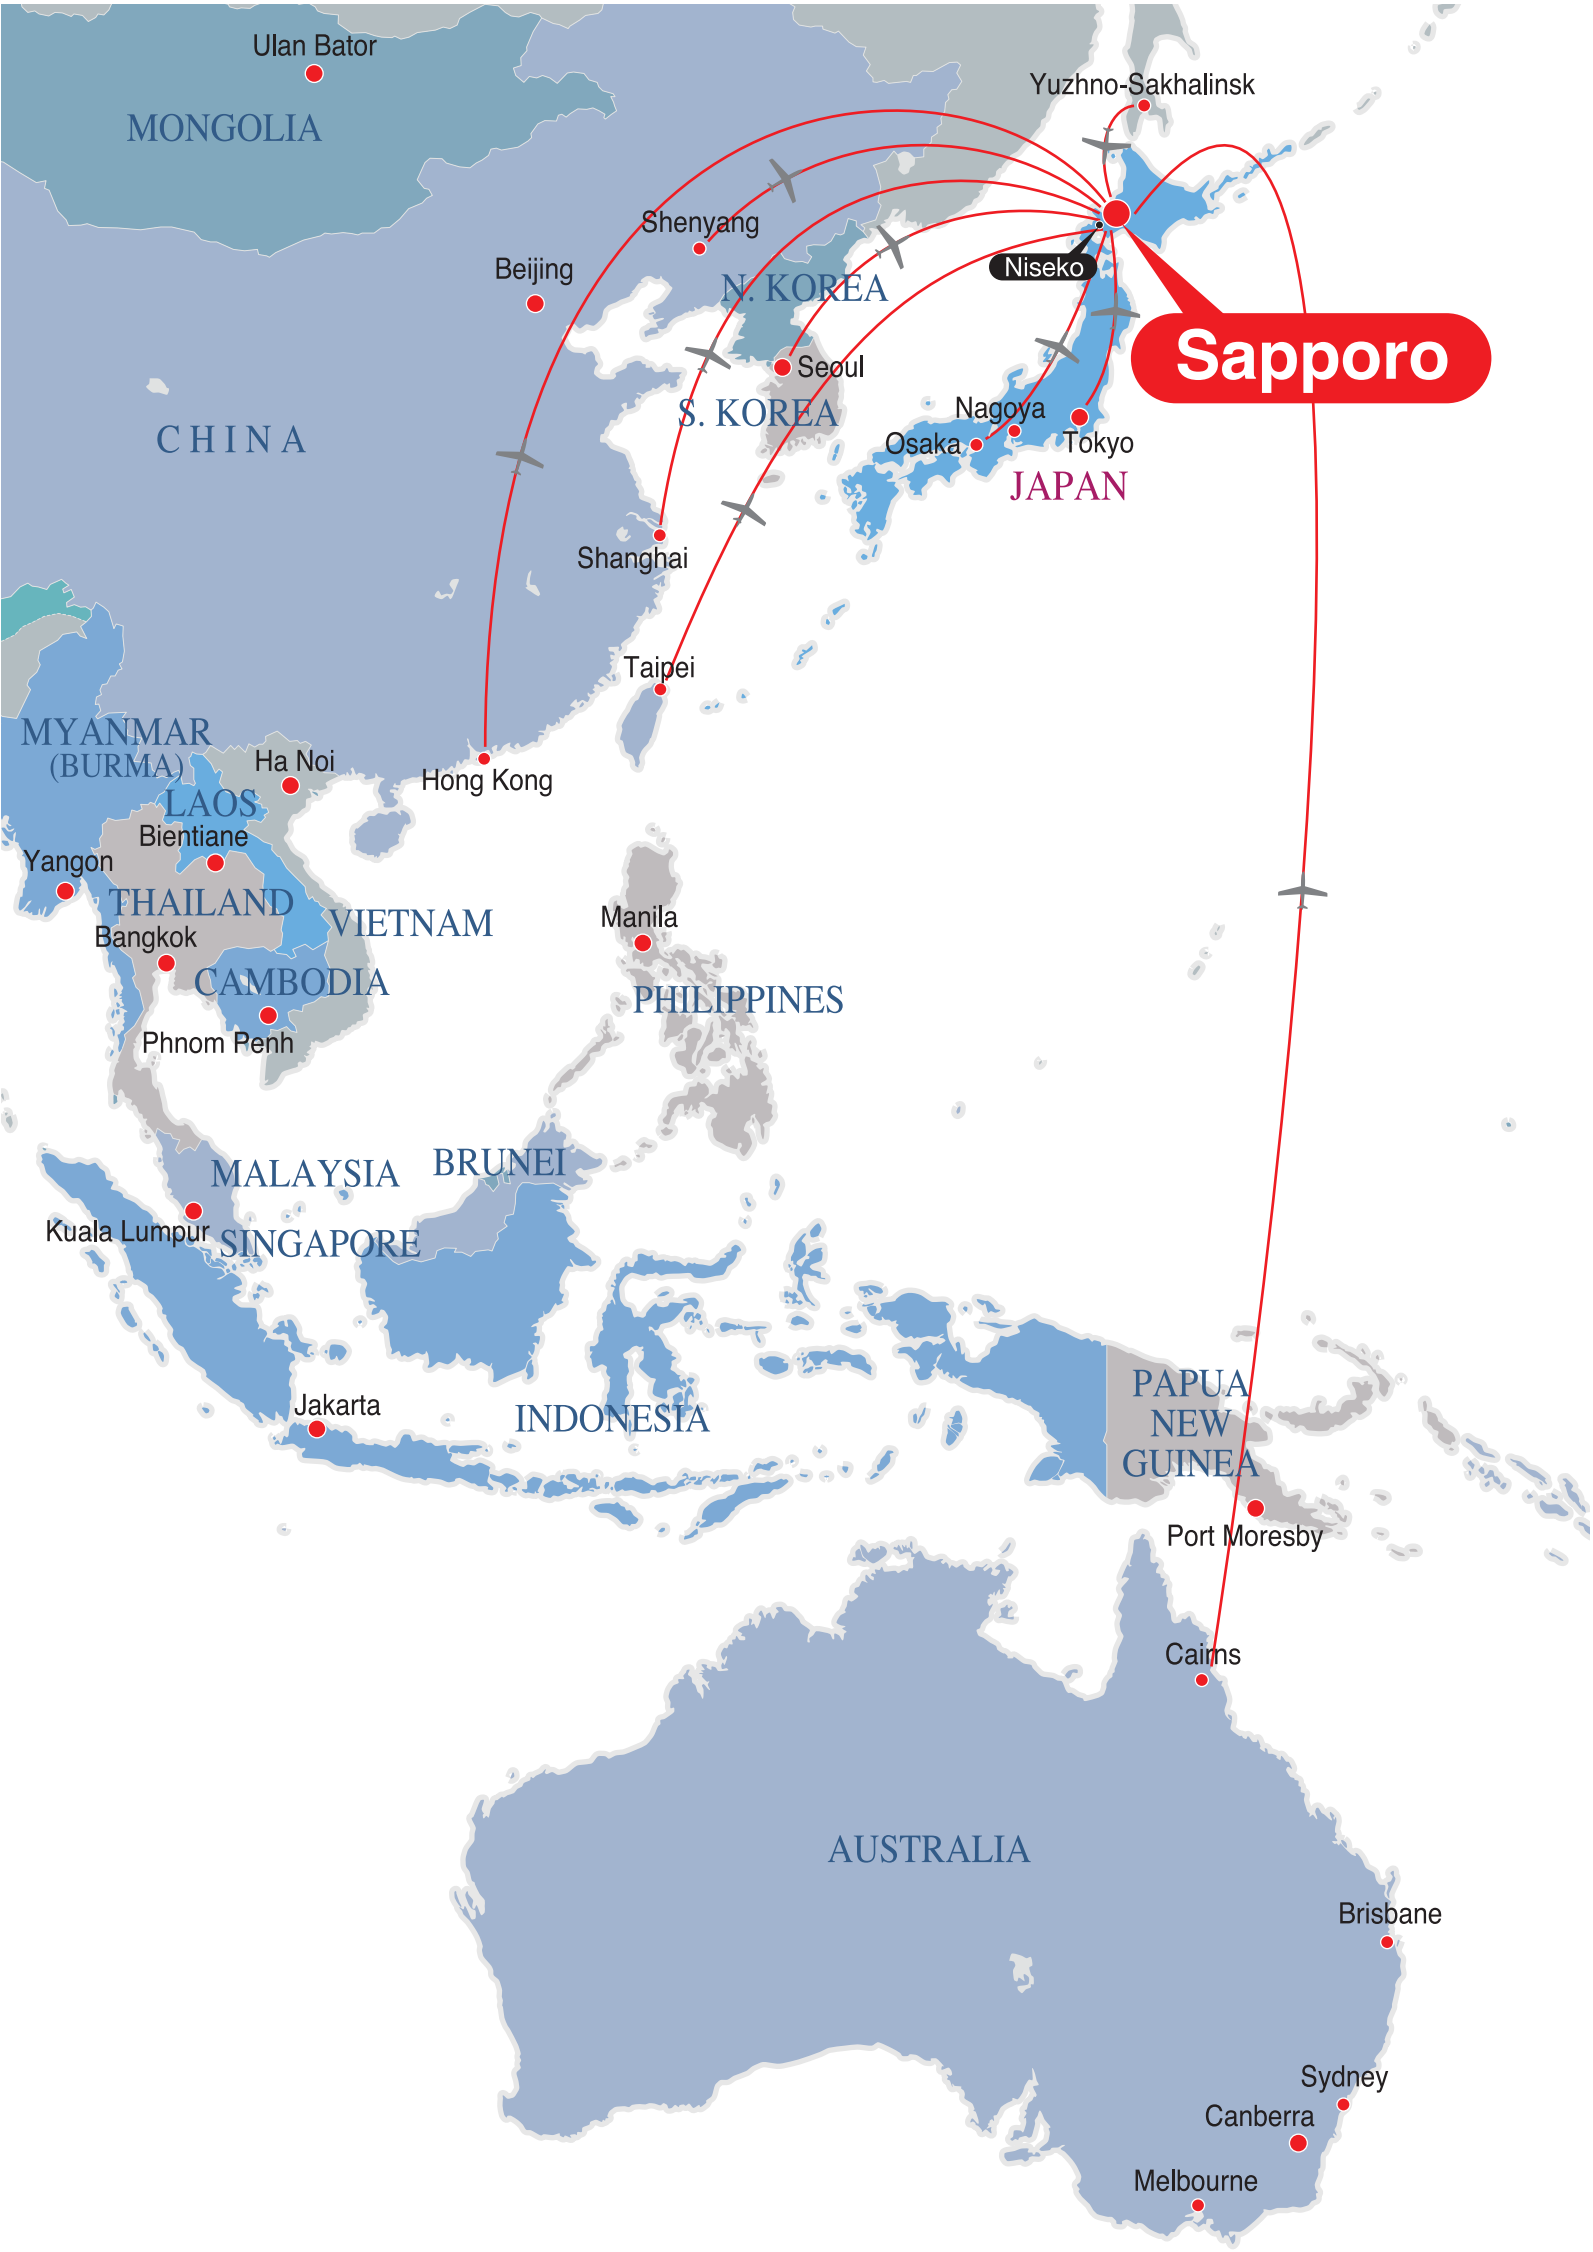 Ulan Bator
Yuzhno-Sakhalinsk
MONGOLIA
Shenyang
Beijing
Niseko
N. KOREA
Sapporo
Seoul
S. KOREA
Nagoya
CHINA
Osaka
Tokyo
JAPAN
Shanghai
Taipei
MYANMAR
(BURMA)
Ha Noi
Hong Kong
LAOS
Bientiane
Yangon
THAILAND
Manila
VIETNAM
Bangkok
CAMBODIA
PHILIPPINES
Phnom Penh
BRUNEI
MALAYSIA
Kuala Lumpur
SINGAPORE
PAPUA
NEW
GUINEA
Jakarta
INDONESIA
Port Moresby
Cairns
AUSTRALIA
Brisbane
Sydney
Canberra
Melbourne